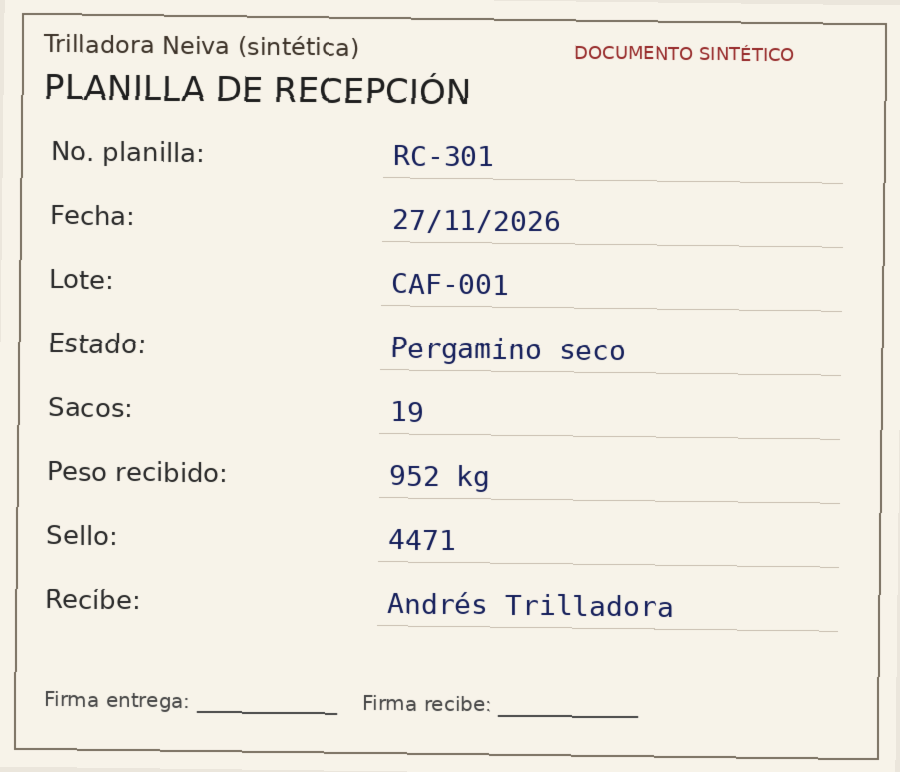 Trilladora Neiva (sintética)
DOCUMENTO SINTÉTICO
PLANILLA DE RECEPCIÓN
No. planilla: RC-301
Fecha: 27/11/2026
Lote: CAF-001
Estado: Pergamino seco
Sacos: 19
Peso recibido: 952 kg
Sello: 4471
Recibe: Andrés Trilladora
Firma entrega: Firma recibe: